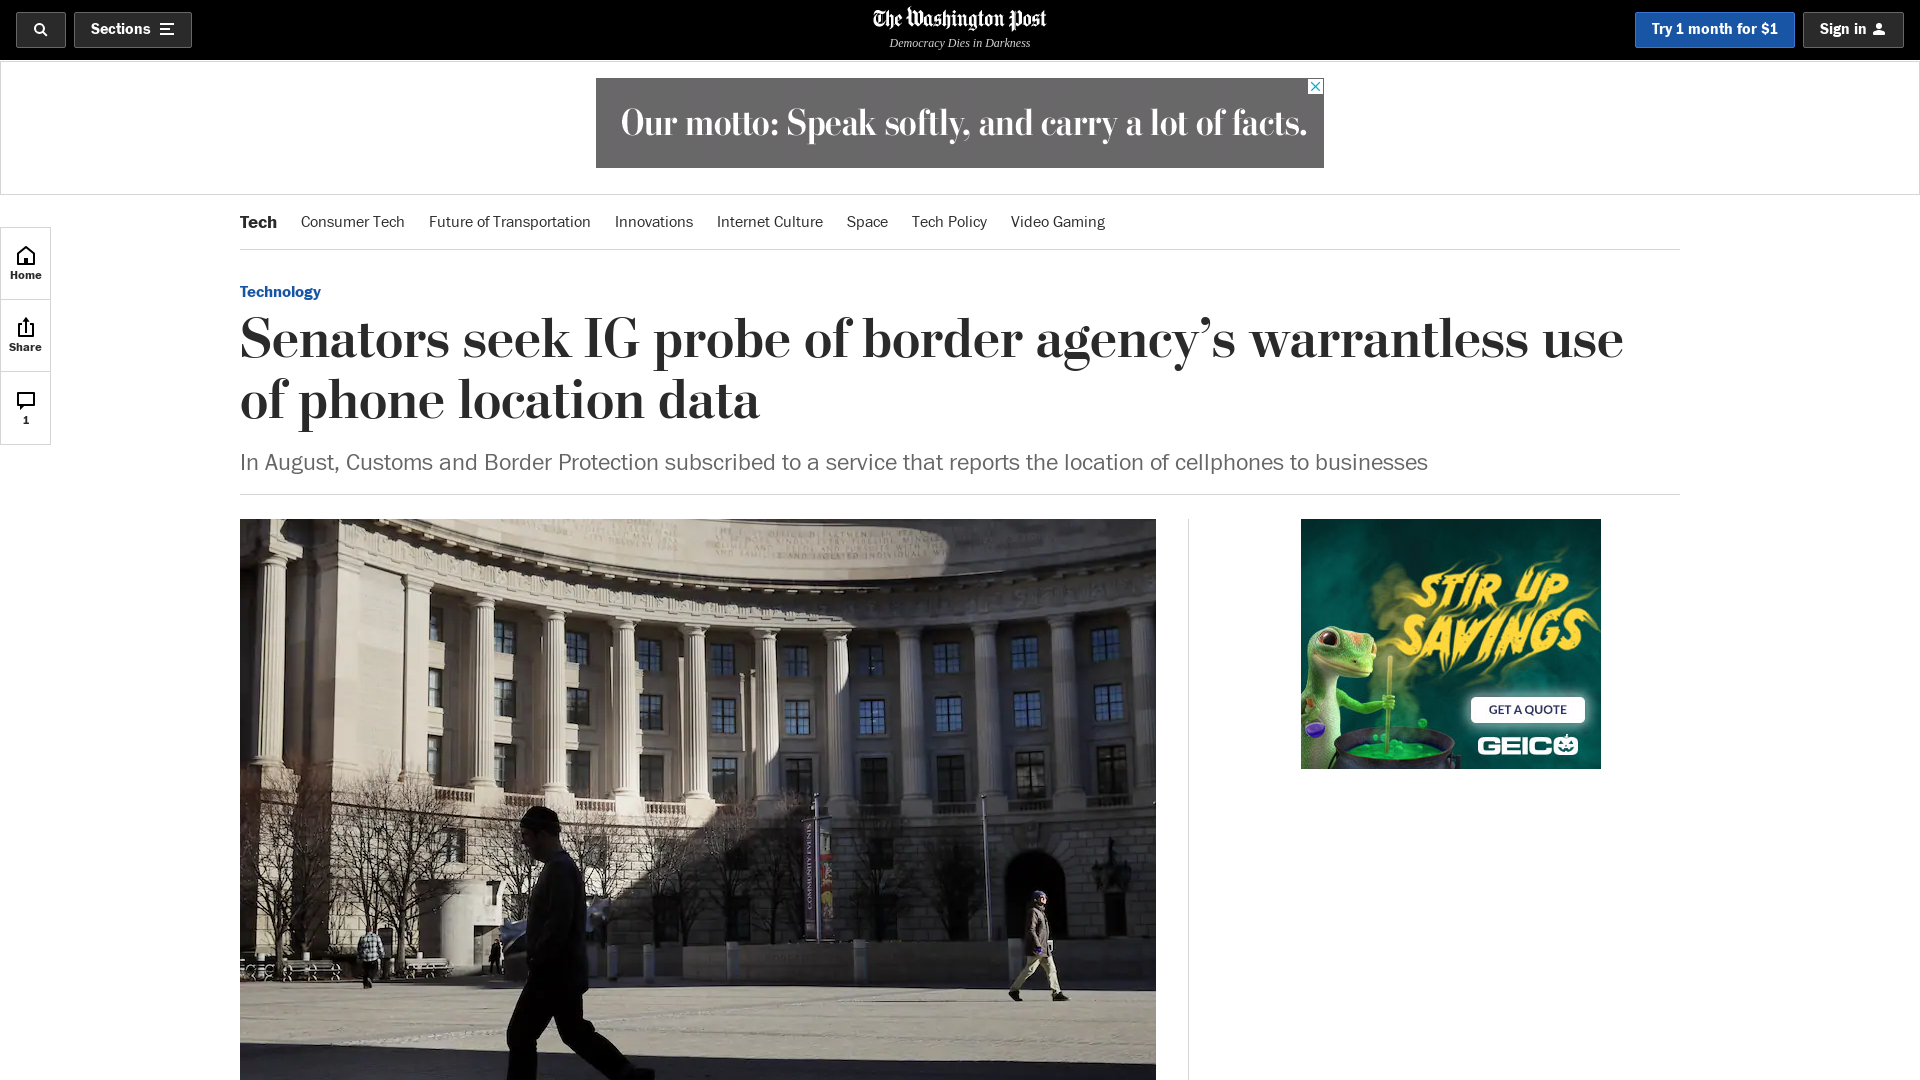 Sections
The Washington Post
Democracy Dies in Darkness
Try 1 month for $1
Sign in
Our motto: Speak softly, and carry a lot of facts.
Tech
Consumer Tech
Future of Transportation
Innovations
Internet Culture
Space
Tech Policy
Video Gaming
Home
Share
1
Technology
Senators seek IG probe of border agency’s warrantless use
of phone location data
In August, Customs and Border Protection subscribed to a service that reports the location of cellphones to businesses
COMMUNITY EVENTS
STIR UP
SAVINGS
GET A QUOTE
GEICO